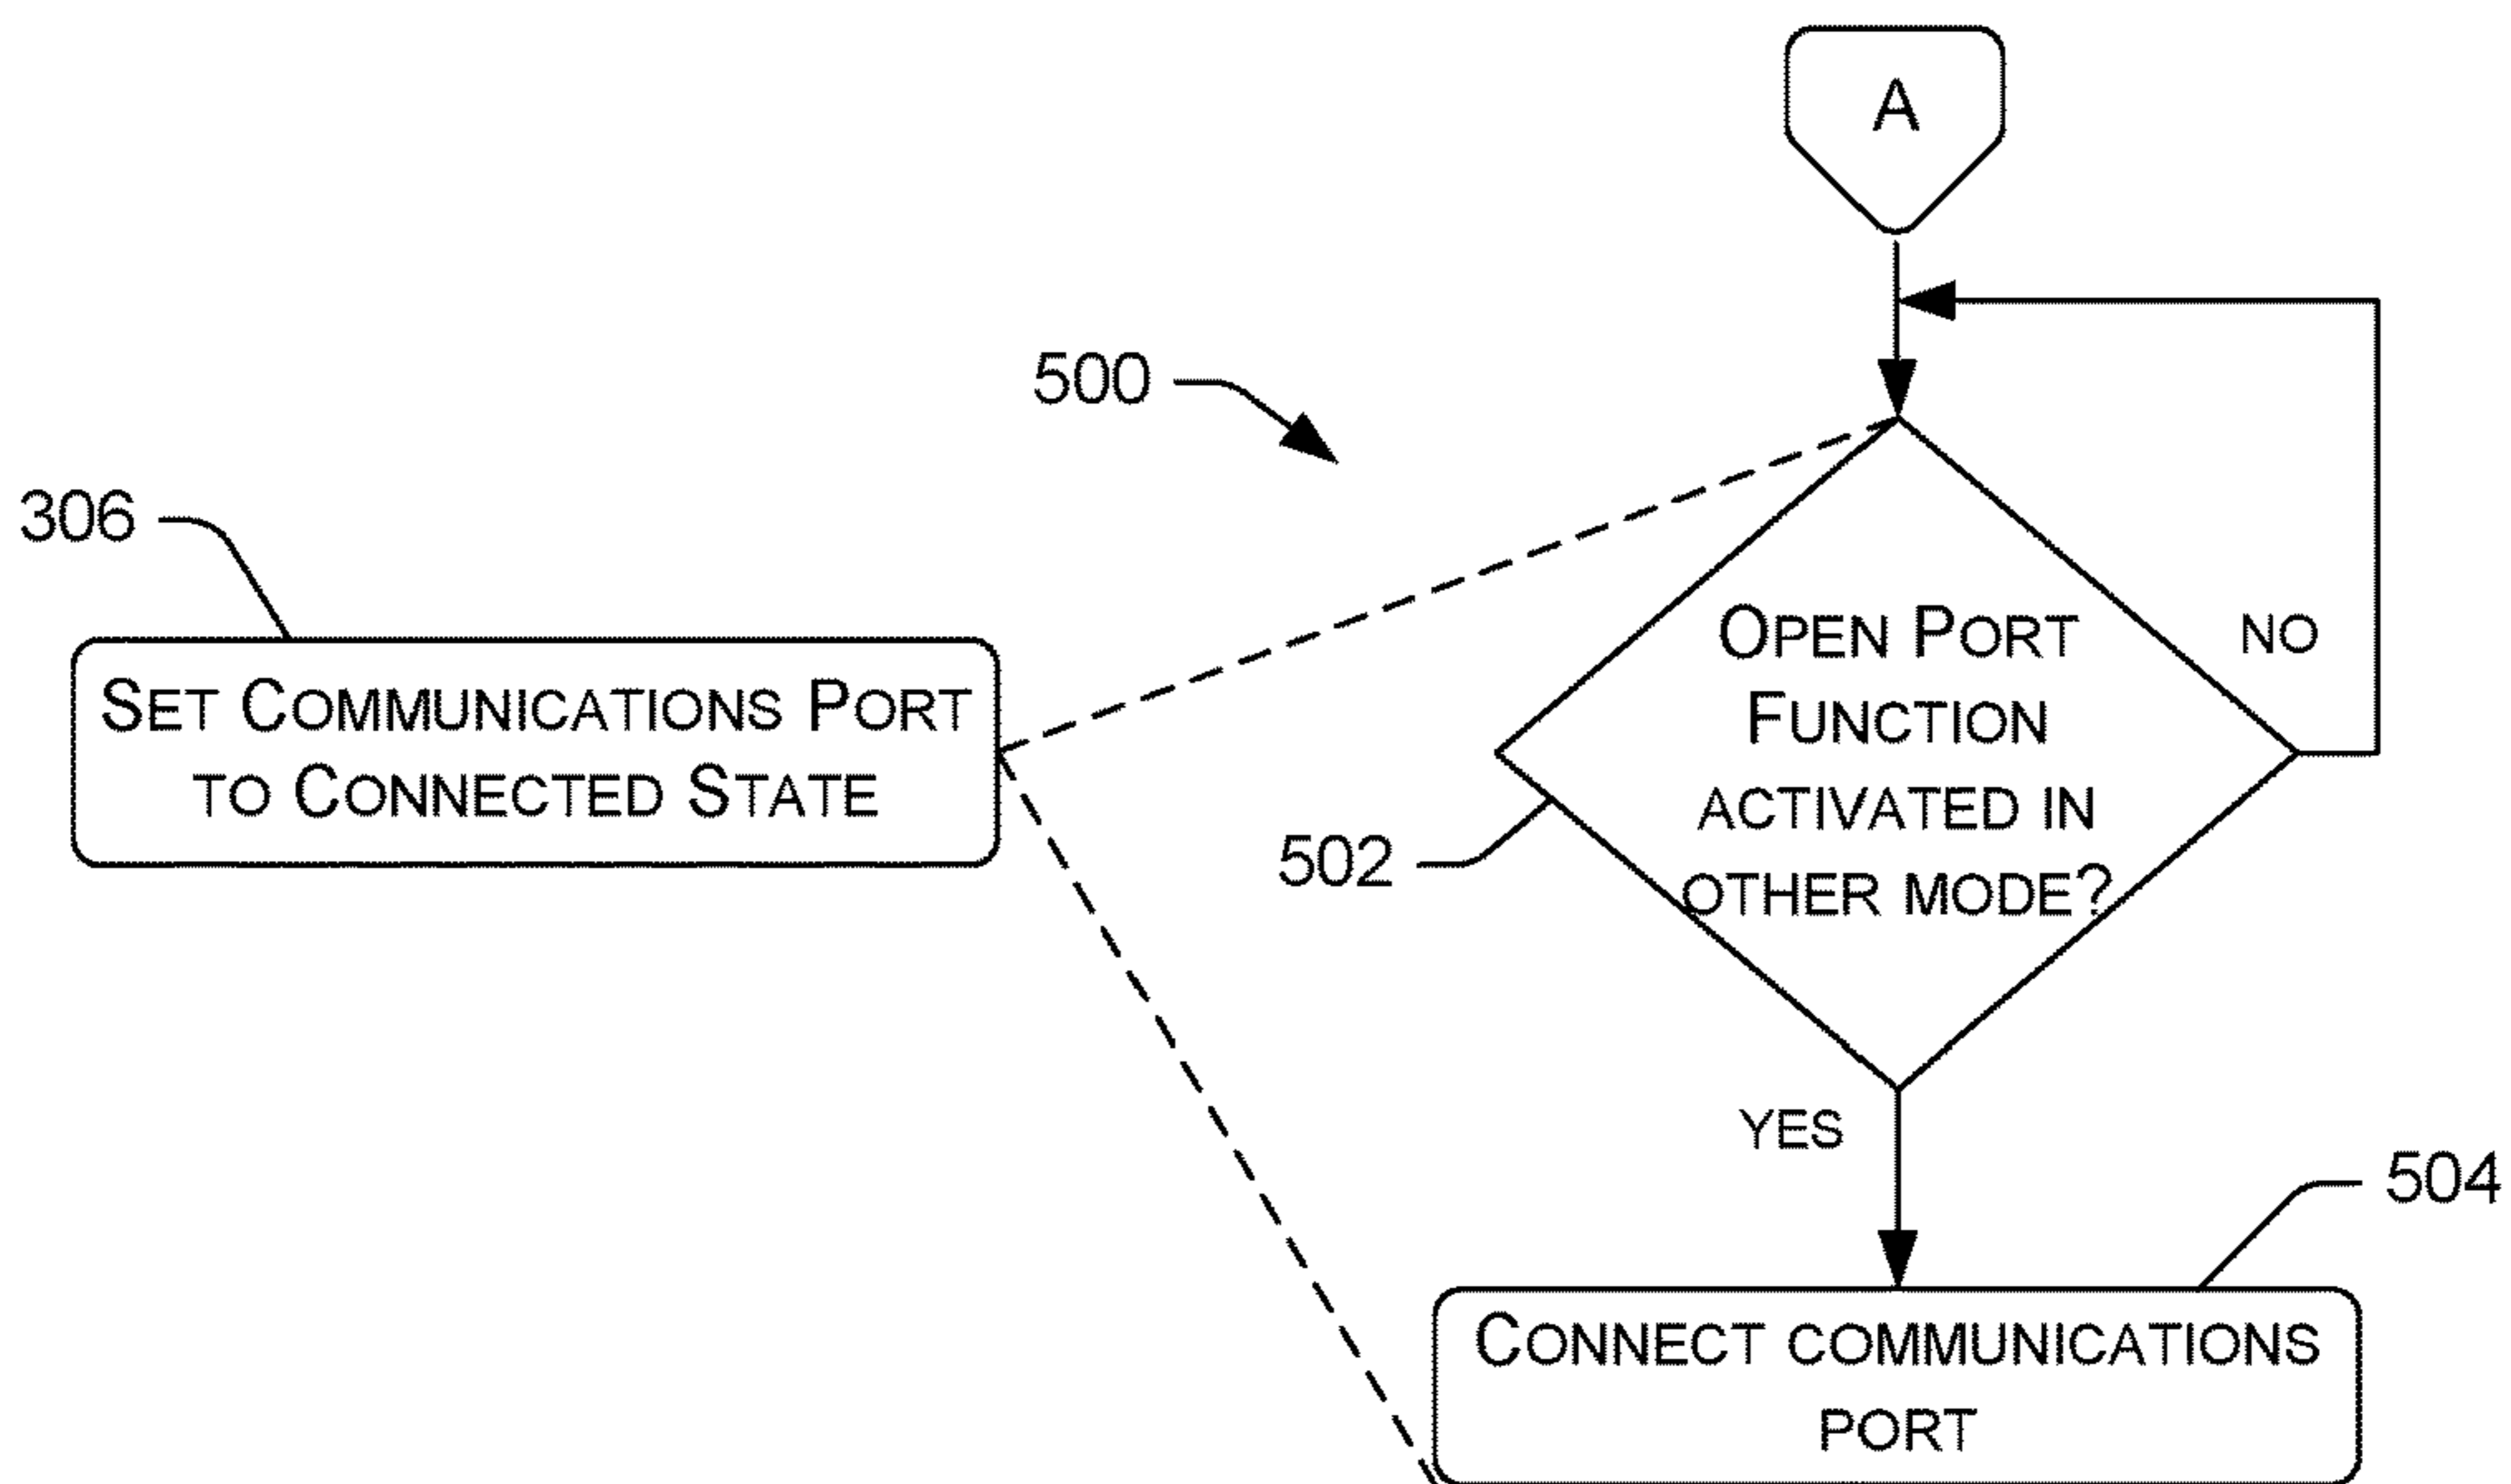 A
500
306
SET COMMUNICATIONS PORT
TO CONNECTED STATE
OPEN PORT
FUNCTION
ACTIVATED IN
OTHER MODE?
NO
502
YES
504
CONNECT COMMUNICATIONS
PORT